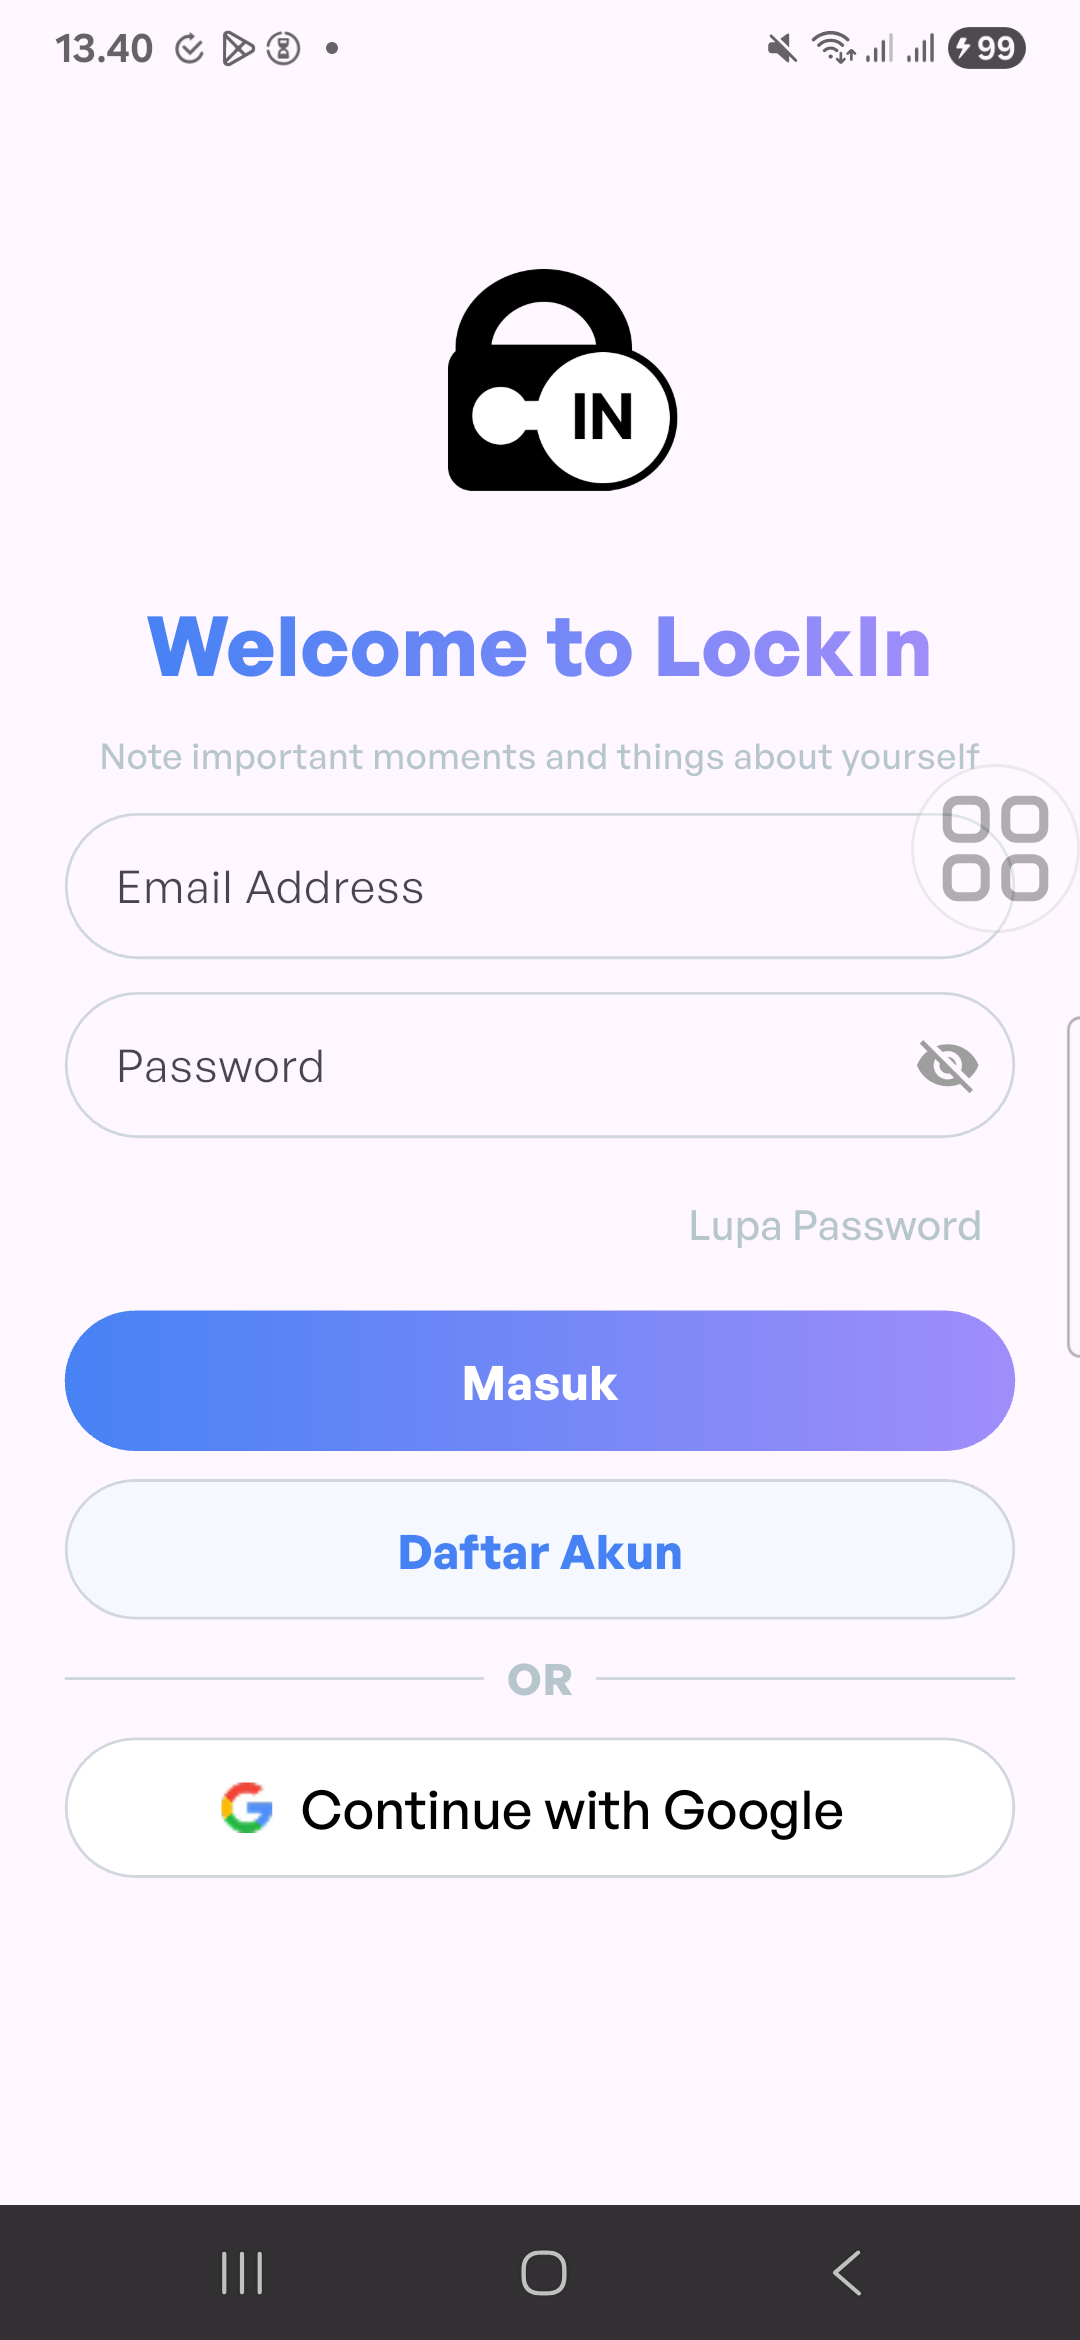 13.40
99
IN
Welcome to LockIn
Note important moments and things about yourself
Email Address
Password
Lupa Password
Masuk
Daftar Akun
OR
Continue with Google